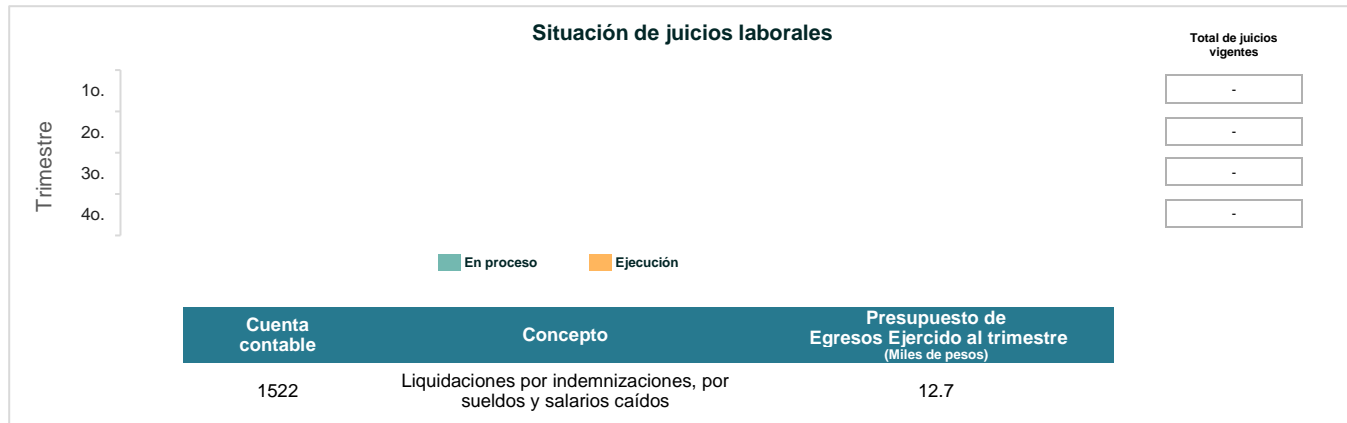 Situación de juicios laborales
Total de juicios
vigentes
Trimestre
1o.
-
2o.
-
3o.
-
4o.
-
En proceso
Ejecución
Cuenta
contable
Concepto
Presupuesto de
Egresos Ejercido al trimestre
(Miles de pesos)
1522
Liquidaciones por indemnizaciones, por
sueldos y salarios caídos
12.7